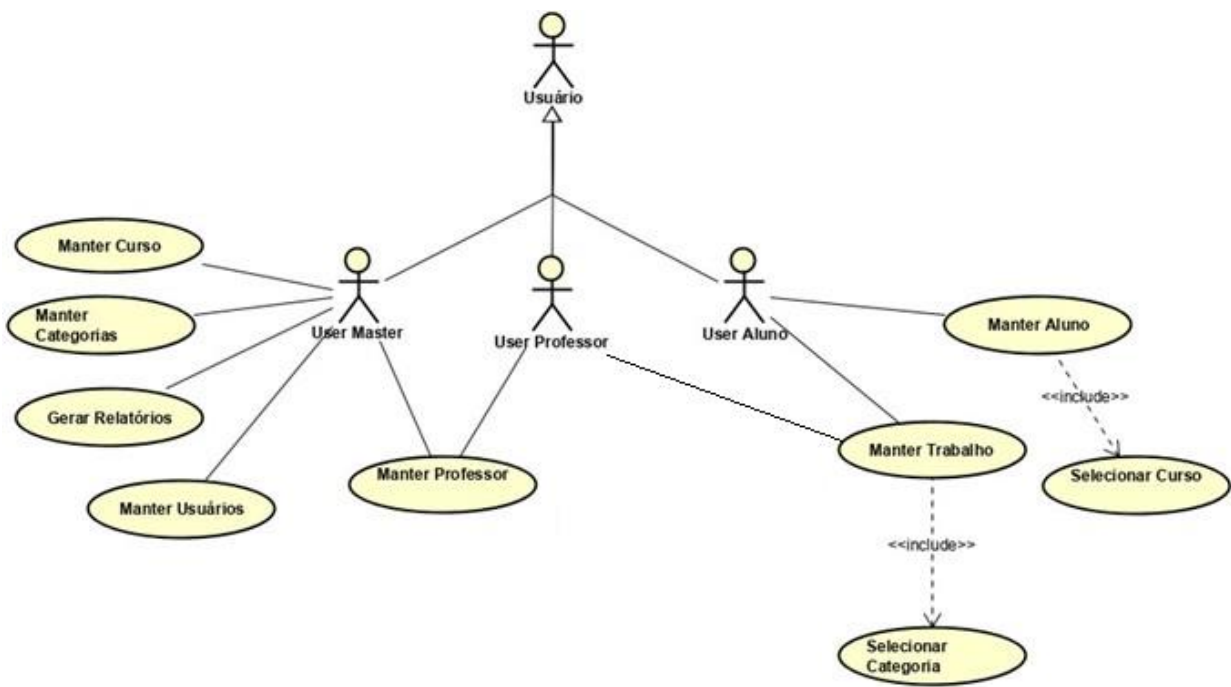 Usuário
Manter Curso
Manter
Categorias
User Master
User Professor
User Aluno
Manter Aluno
<<include>>
Gerar Relatórios
Manter Trabalho
Manter Professor
Selecionar Curso
Manter Usuários
<<include>>
Selecionar
Categoria